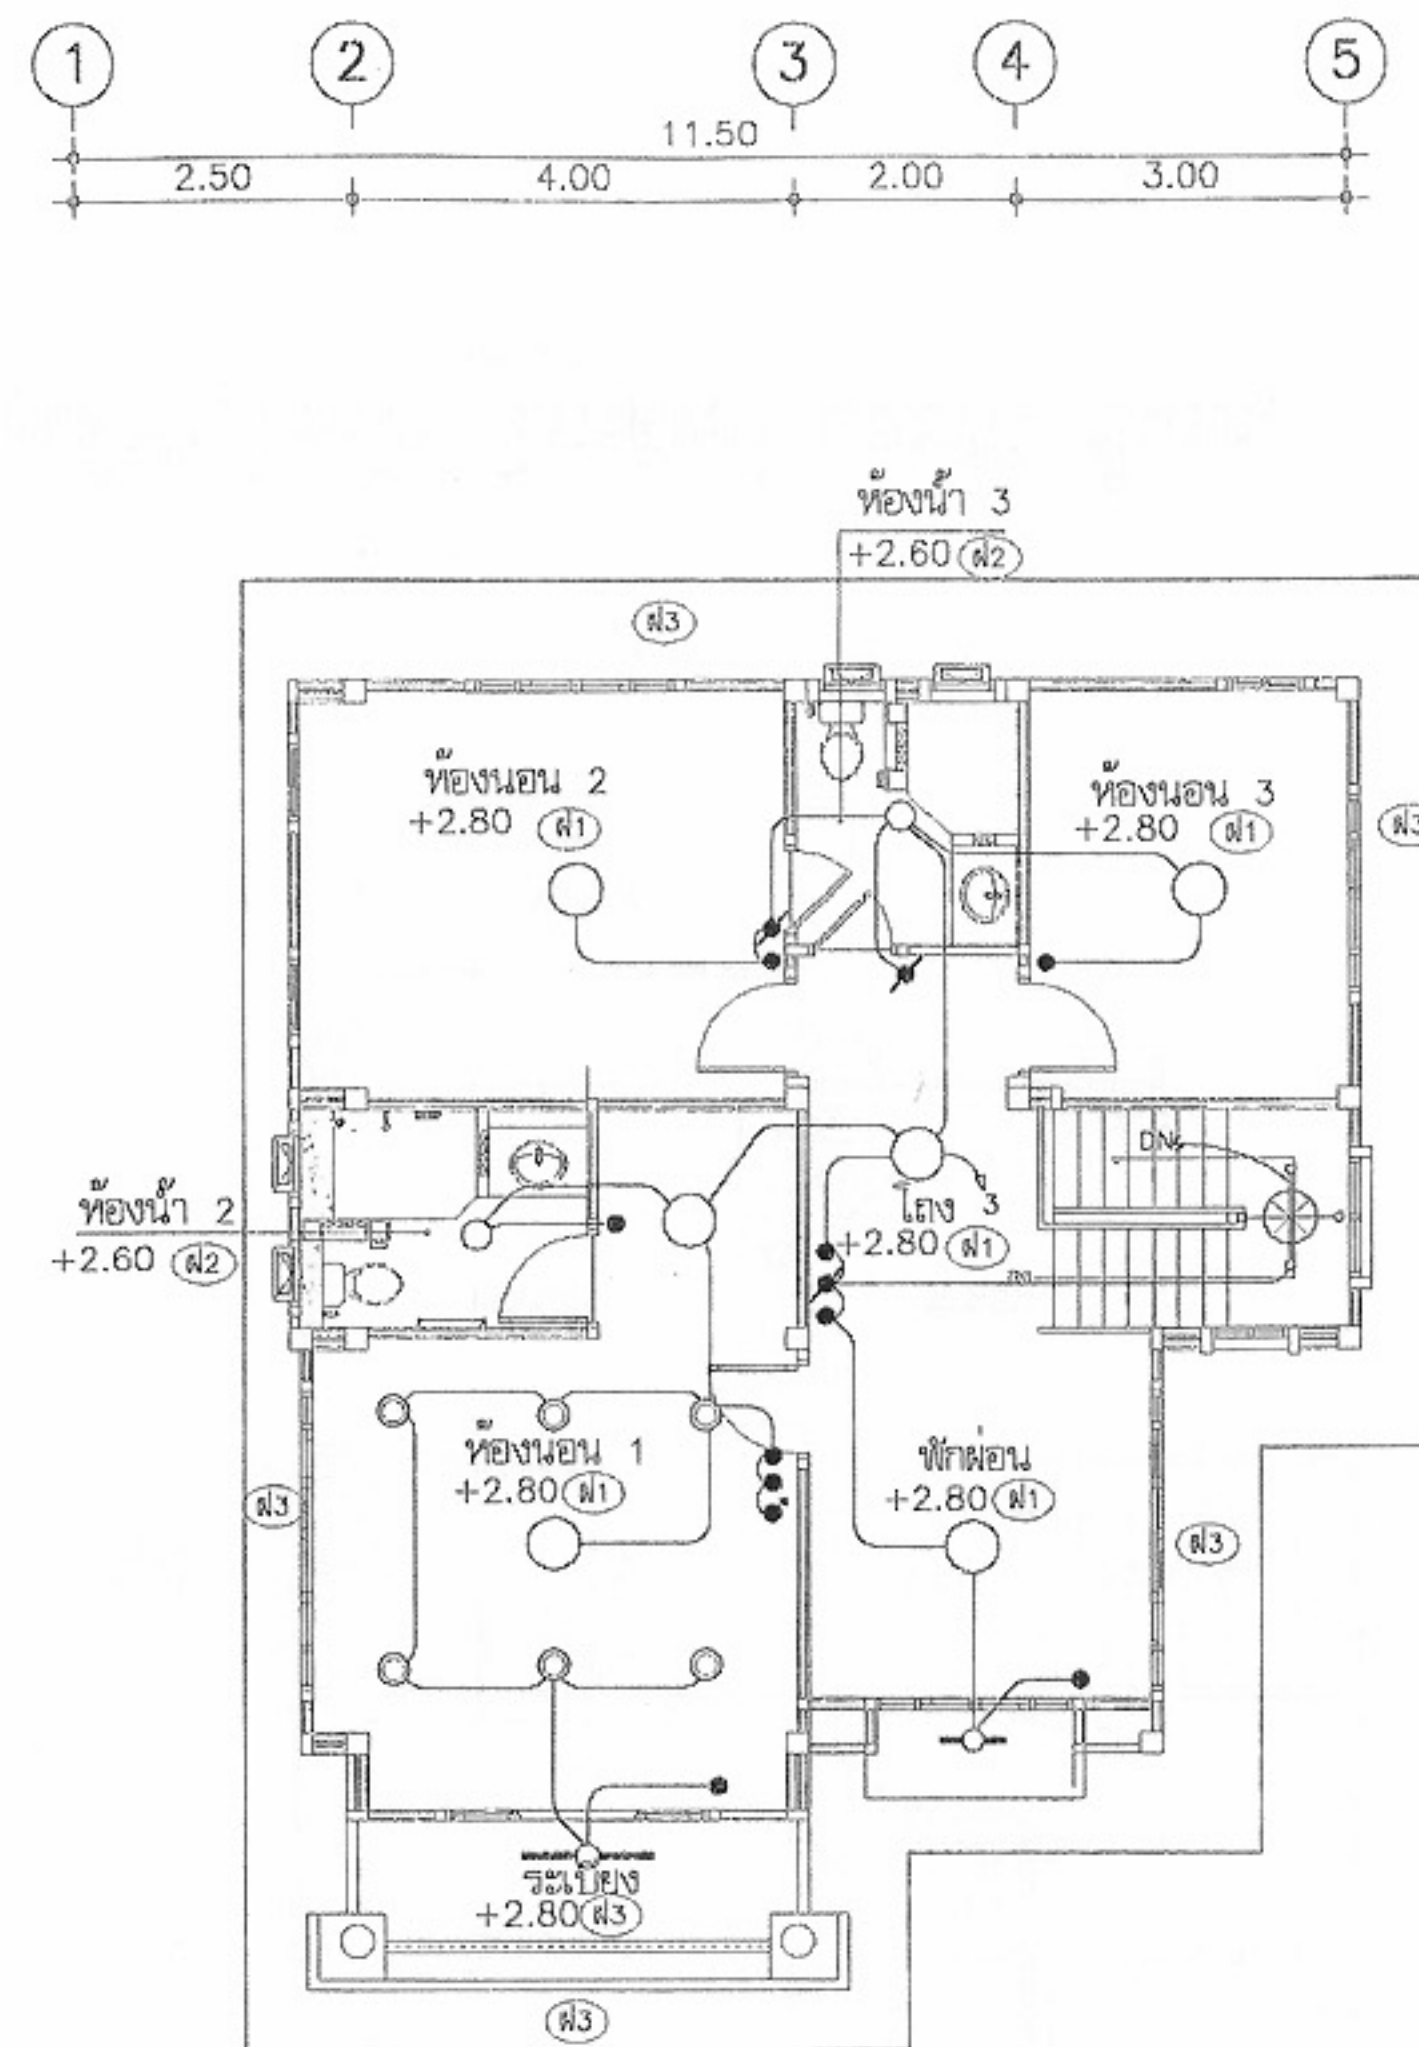 1 2 3 4 5
11.50
2.50 4.00 2.00 3.00
ห้องน้ำ 3
+2.60 ฝ2
ฝ3
ห้องนอน 2
+2.80 ฝ1
ห้องนอน 3
+2.80 ฝ1
ฝ3
DN
ห้องน้ำ 2
+2.60 ฝ2
3
โถง
+2.80 ฝ1
ห้องนอน 1
+2.80 ฝ1
พักผ่อน
+2.80 ฝ1
ฝ3
ฝ3
ระเบียง
+2.80 ฝ3
ฝ3